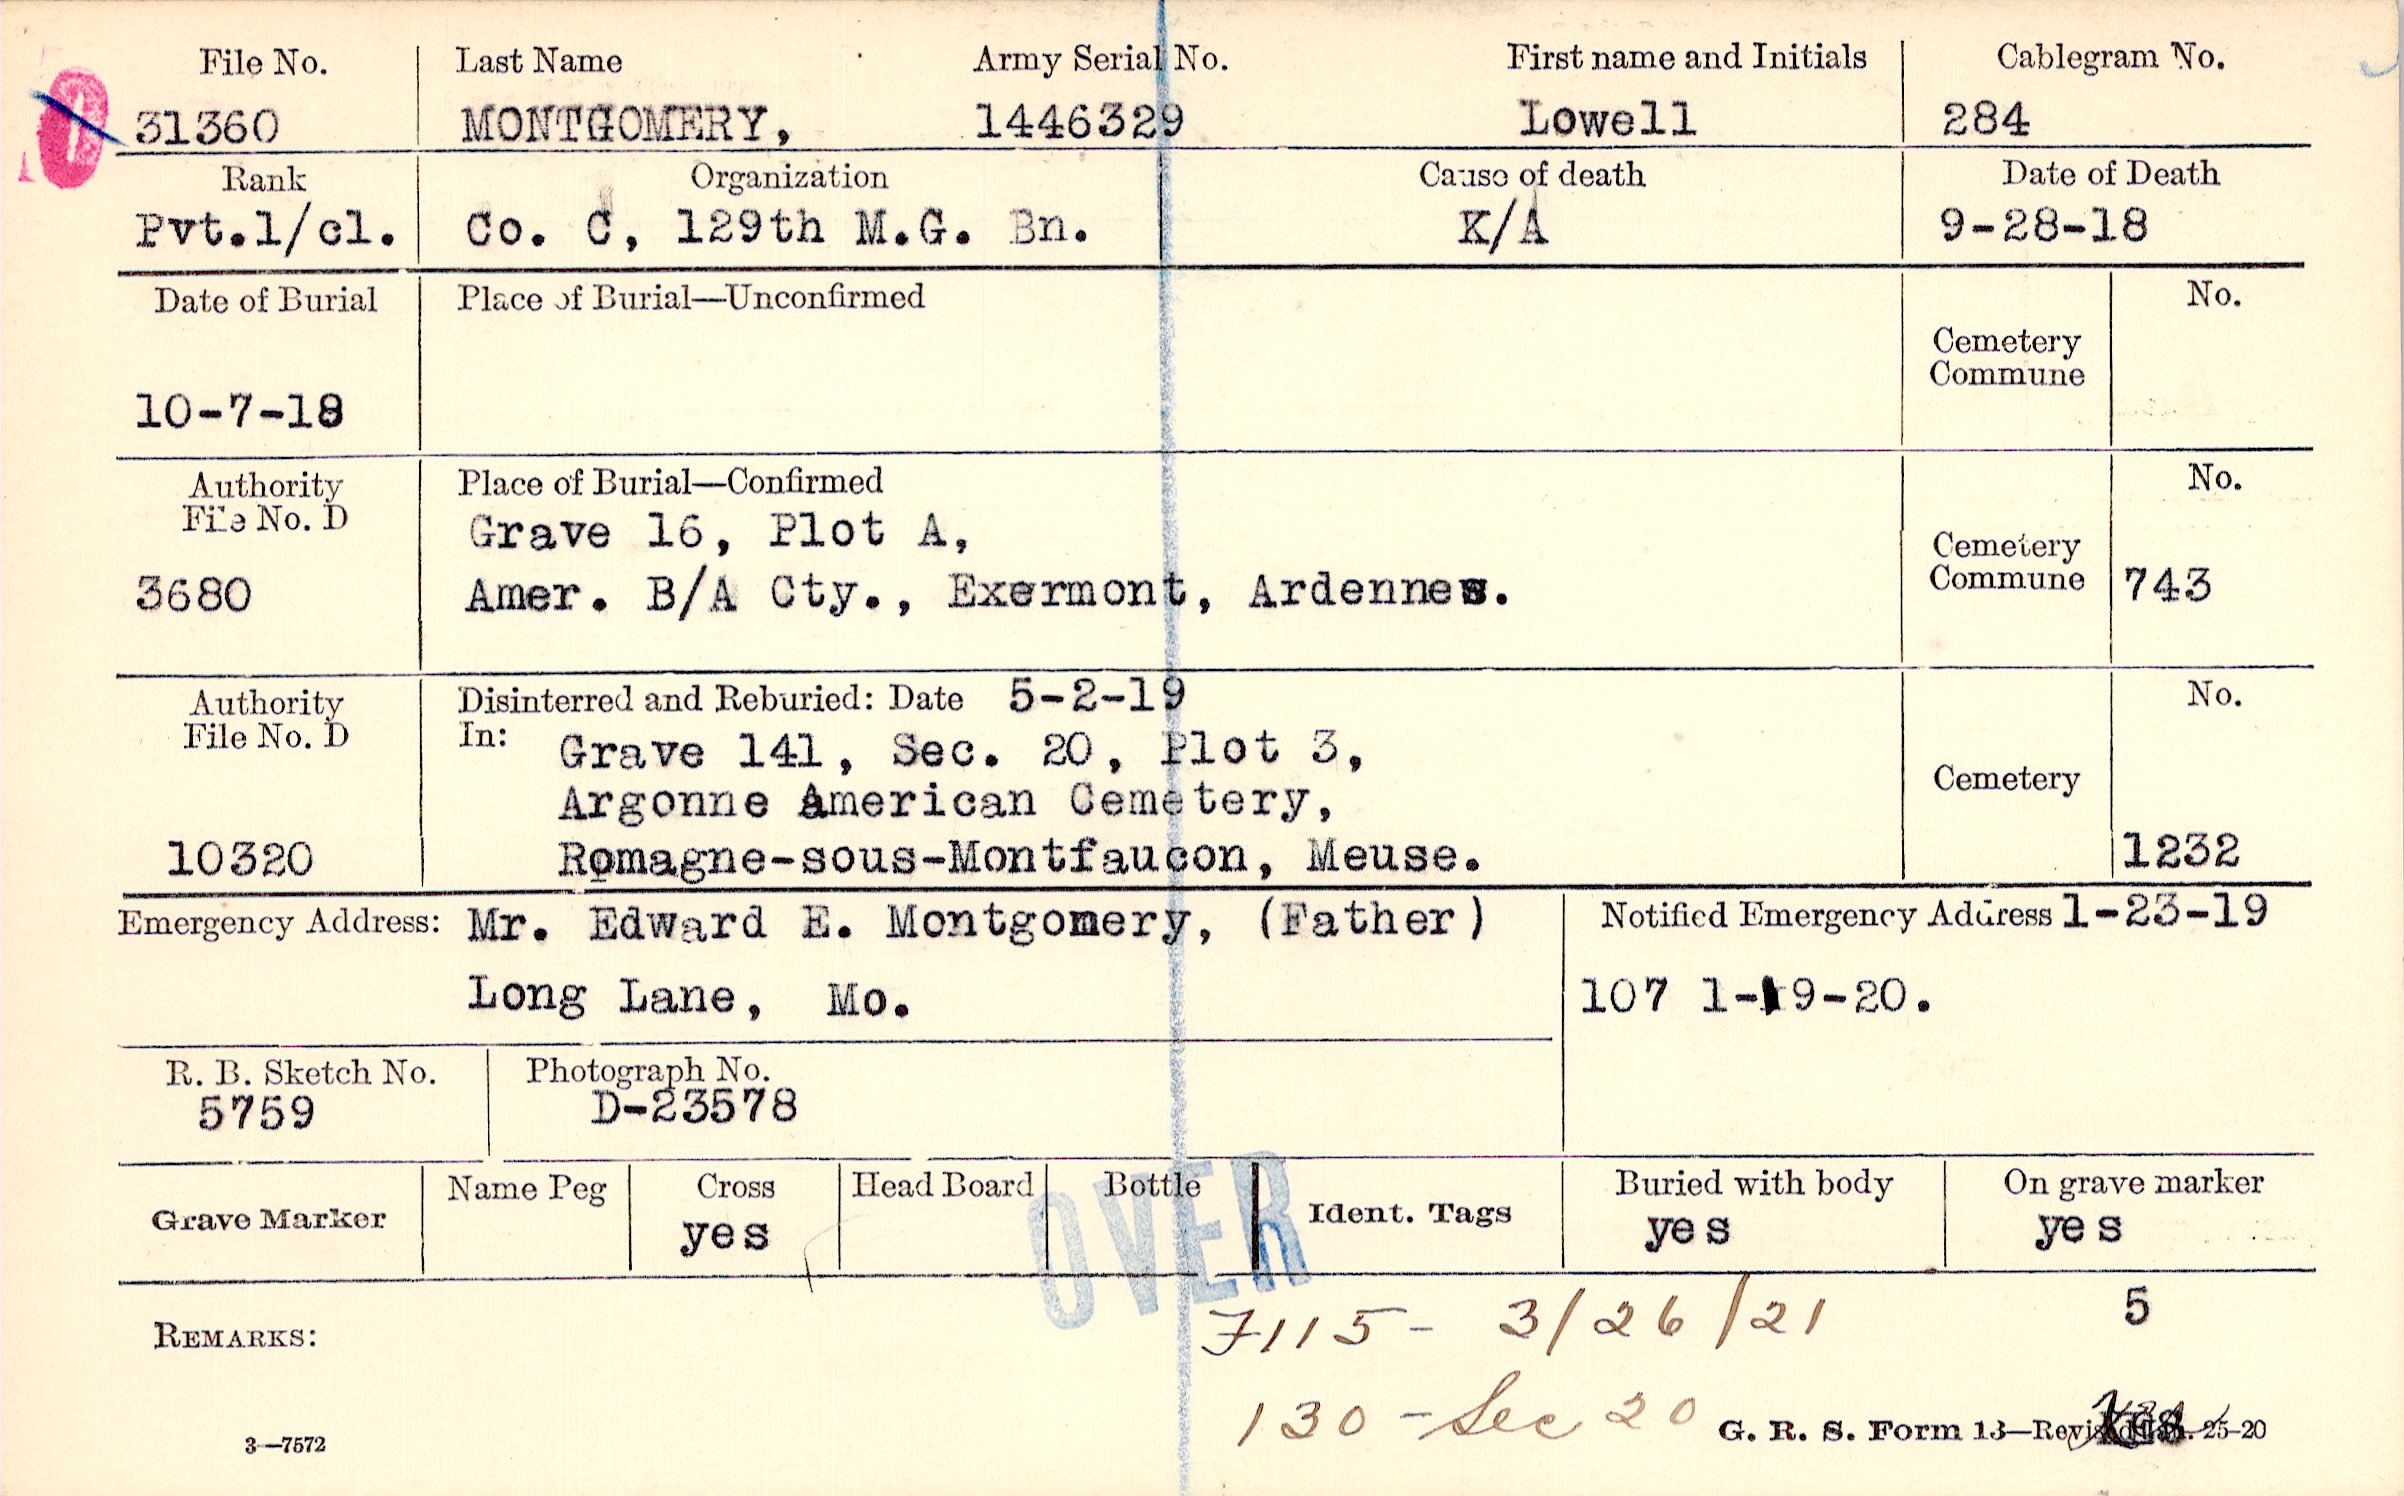 File No. Last Name Army Serial No. First name and Initials Cablegram No.
31360 MONTGOMERY, 1446329 Lowell 284
Rank Organization Cause of death Date of Death
Pvt.1/cl. Co. C, 129th M.G. Bn. K/A 9-28-18
Date of Burial Place of Burial—Unconfirmed No.
Cemetery
Commune
10-7-18
Authority Place of Burial—Confirmed No.
File No. D
Grave 16, Plot A,
Cemetery
3680 Amer. B/A Cty., Exermont, Ardennes. Commune 743
Authority Disinterred and Reburied: Date 5-2-19 No.
File No. D In: Grave 141, Sec. 20, Plot 3,
Argonne American Cemetery, Cemetery
10320 Romagne-sous-Montfaucon, Meuse. 1232
Emergency Address: Mr. Edward E. Montgomery, (Father) Notified Emergency Address 1-23-19
Long Lane, Mo. 107 1-19-20.
R. B. Sketch No. Photograph No.
5759 D-23578
Grave Marker Name Peg Cross Head Board Bottle Ident. Tags Buried with body On grave marker
yes yes yes
OVER
REMARKS: 7115- 3/26/21 5
130-Sec 20
3—7572 G. R. S. Form 13—Revised 25-20